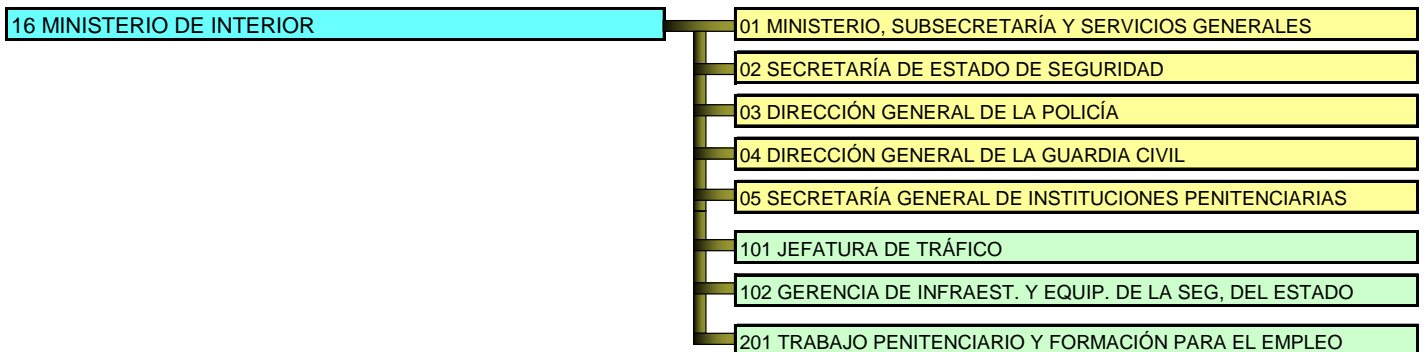 16 MINISTERIO DE INTERIOR
01 MINISTERIO, SUBSECRETARÍA Y SERVICIOS GENERALES
02 SECRETARÍA DE ESTADO DE SEGURIDAD
03 DIRECCIÓN GENERAL DE LA POLICÍA
04 DIRECCIÓN GENERAL DE LA GUARDIA CIVIL
05 SECRETARÍA GENERAL DE INSTITUCIONES PENITENCIARIAS
101 JEFATURA DE TRÁFICO
102 GERENCIA DE INFRAEST. Y EQUIP. DE LA SEG, DEL ESTADO
201 TRABAJO PENITENCIARIO Y FORMACIÓN PARA EL EMPLEO